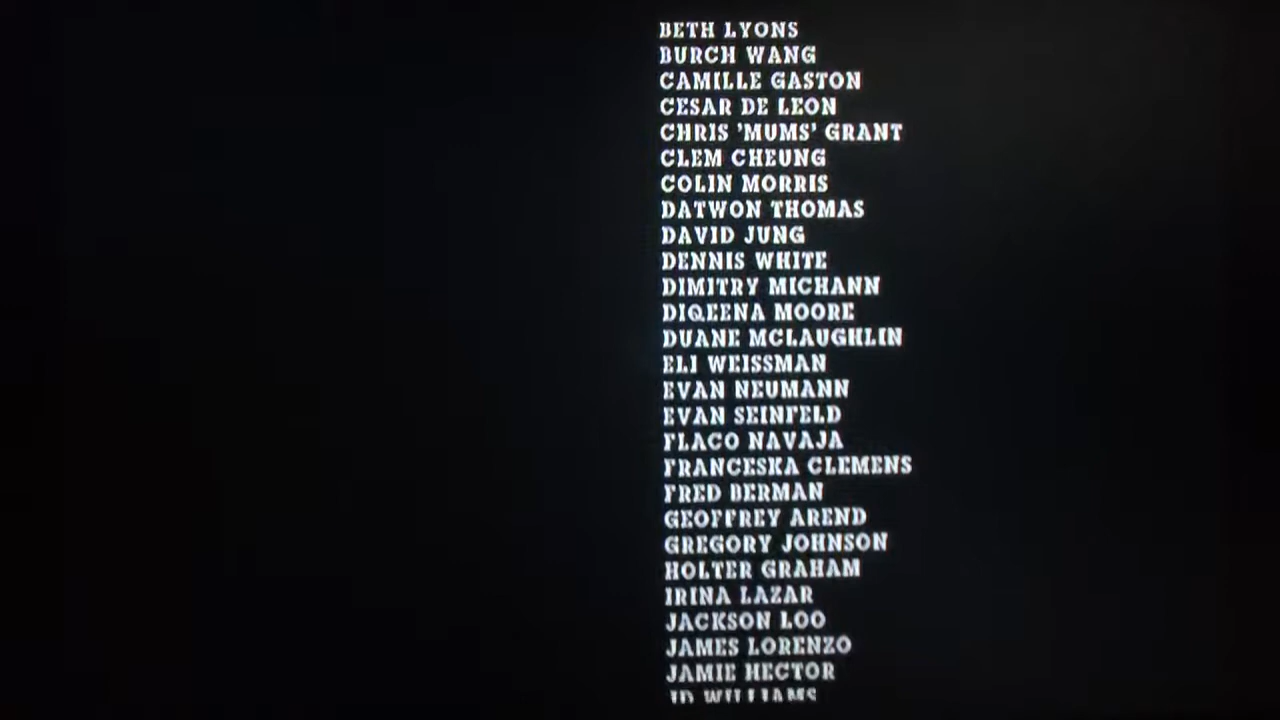 BETH LYONS
BURCH WANG
CAMILLE GASTON
CESAR DE LEON
CHRIS 'MUMS' GRANT
CLEM CHEUNG
COLIN MORRIS
DATWON THOMAS
DAVID JUNG
DENNIS WHITE
DIMITRY MICHANN
DIQEENA MOORE
DUANE MCLAUGHLIN
ELI WEISSMAN
EVAN NEUMANN
EVAN SEINFELD
FLACO NAVAJA
FRANCESKA CLEMENS
FRED BERMAN
GEOFFREY AREND
GREGORY JOHNSON
HOLTER GRAHAM
IRINA LAZAR
JACKSON LOO
JAMES LORENZO
JAMIE HECTOR
JD WILLIAMS